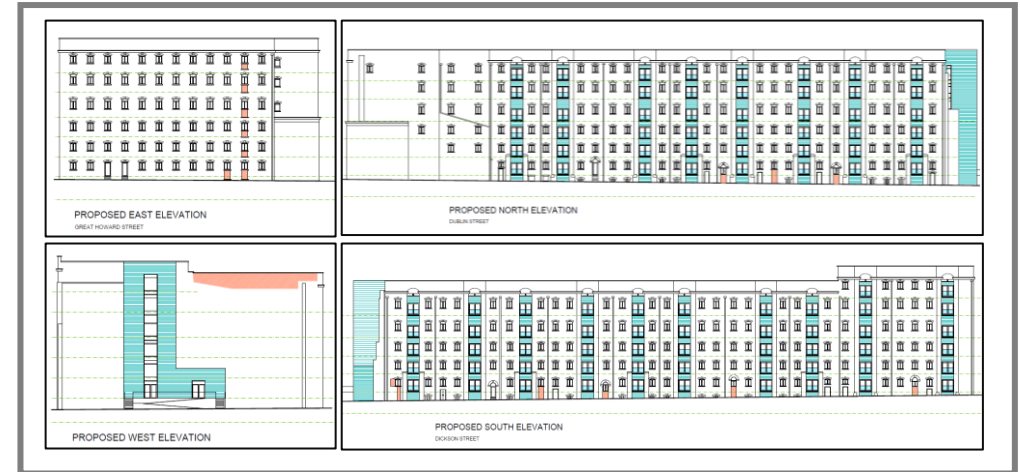 PROPOSED EAST ELEVATION
GREAT HOWARD STREET
PROPOSED NORTH ELEVATION
DUBLIN STREET
PROPOSED WEST ELEVATION
PROPOSED SOUTH ELEVATION
DICKSON STREET